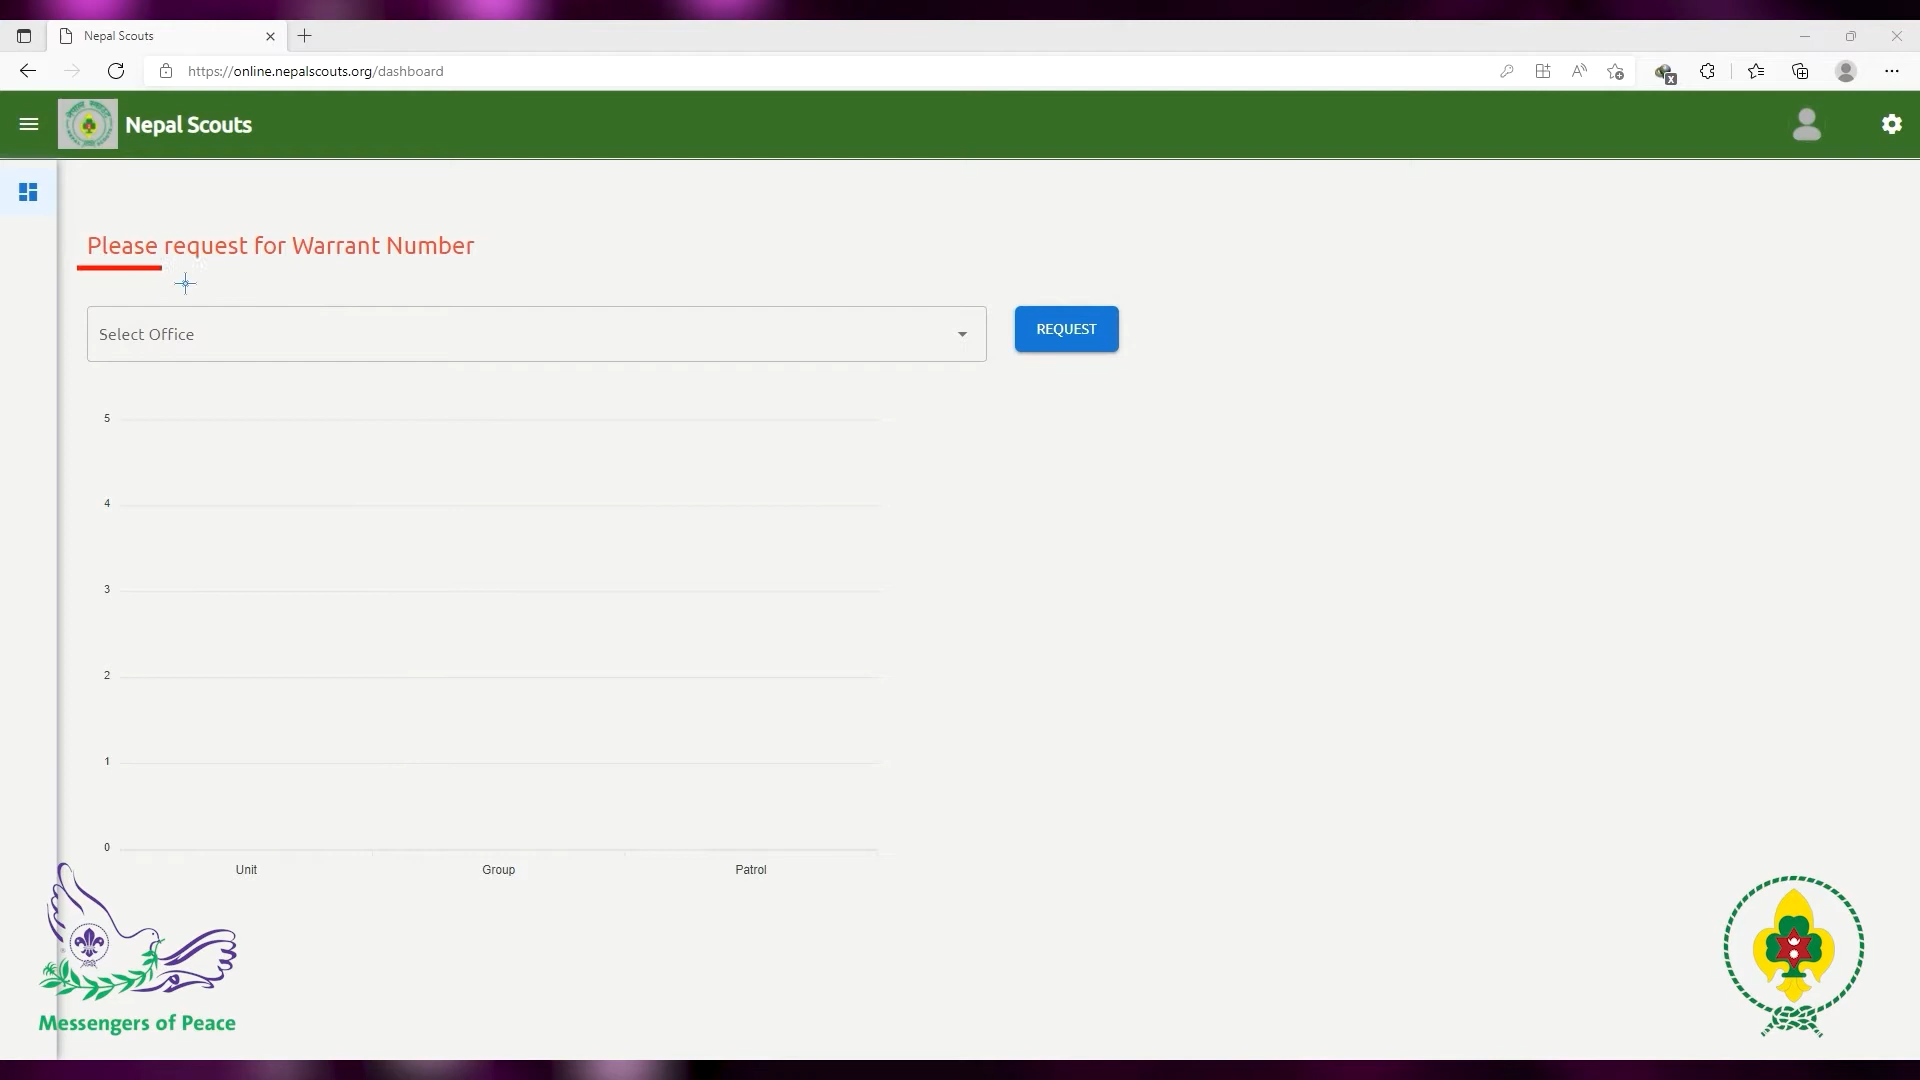 Nepal Scouts
https://online.nepalscouts.org/dashboard
Nepal Scouts
Please request for Warrant Number
Select Office
REQUEST
5
4
3
2
1
0
Unit
Group
Patrol
Messengers of Peace